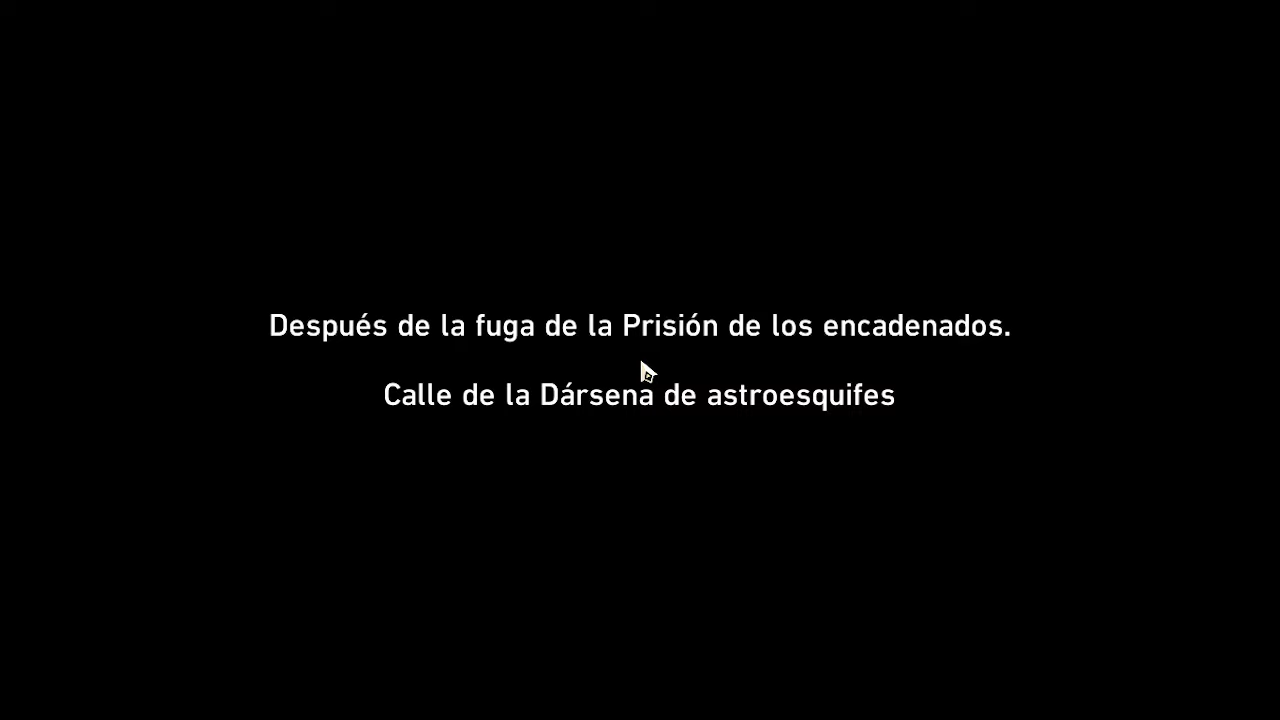 Después de la fuga de la Prisión de los encadenados.
Calle de la Dársena de astroesquifes